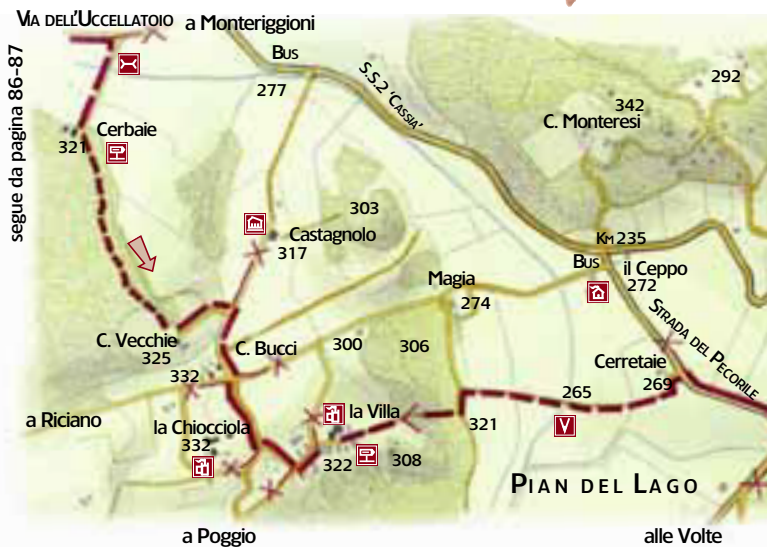 VIA DELL'UCCELLATOIO
a Monteriggioni
segue da pagina 86-87
BUS
277
S.S.2 'CASSIA'
292
342
C. Monteresi
321
Cerbaie
303
Castagnolo
317
KM 235
BUS
il Ceppo
272
Magia
274
STRADA DEL PECORILE
C. Vecchie
325
C. Bucci
300
306
332
Cerretaie
269
265
a Riciano
la Chiocciola
332
la Villa
321
V
322
308
PIAN DEL LAGO
a Poggio
alle Volte